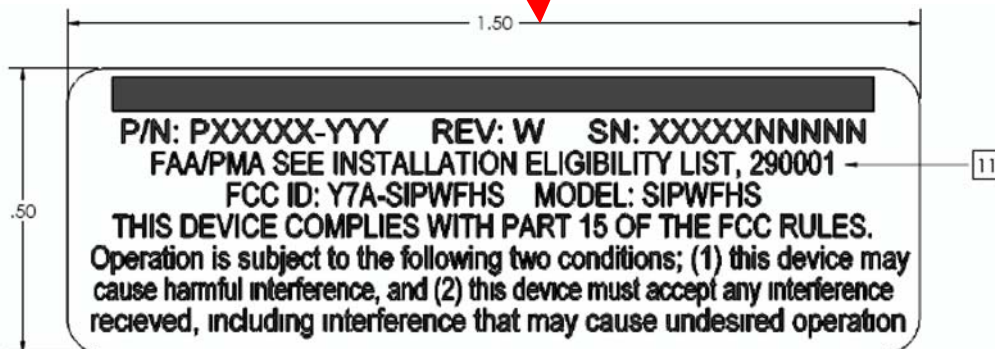 1.50
P/N: PXXXXX-YYY REV: W SN: XXXXXNNNNN
FAA/PMA SEE INSTALLATION ELIGIBILITY LIST, 290001
11
FCC ID: Y7A-SIPWFHS MODEL: SIPWFHS
.50
THIS DEVICE COMPLIES WITH PART 15 OF THE FCC RULES.
Operation is subject to the following two conditions; (1) this device may
cause harmful interference, and (2) this device must accept any interference
recieved, including interference that may cause undesired operation